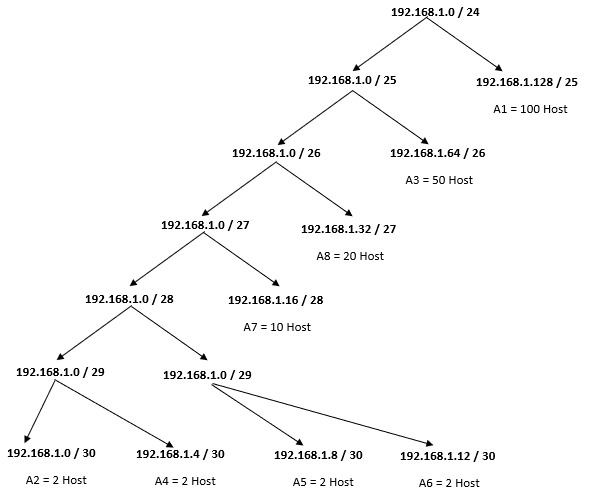 192.168.1.0 / 24
192.168.1.0 / 25
192.168.1.128 / 25
A1 = 100 Host
192.168.1.0 / 26
192.168.1.64 / 26
A3 = 50 Host
192.168.1.0 / 27
192.168.1.32 / 27
A8 = 20 Host
192.168.1.0 / 28
192.168.1.16 / 28
A7 = 10 Host
192.168.1.0 / 29
192.168.1.0 / 29
192.168.1.0 / 30
192.168.1.4 / 30
192.168.1.8 / 30
192.168.1.12 / 30
A2 = 2 Host
A4 = 2 Host
A5 = 2 Host
A6 = 2 Host